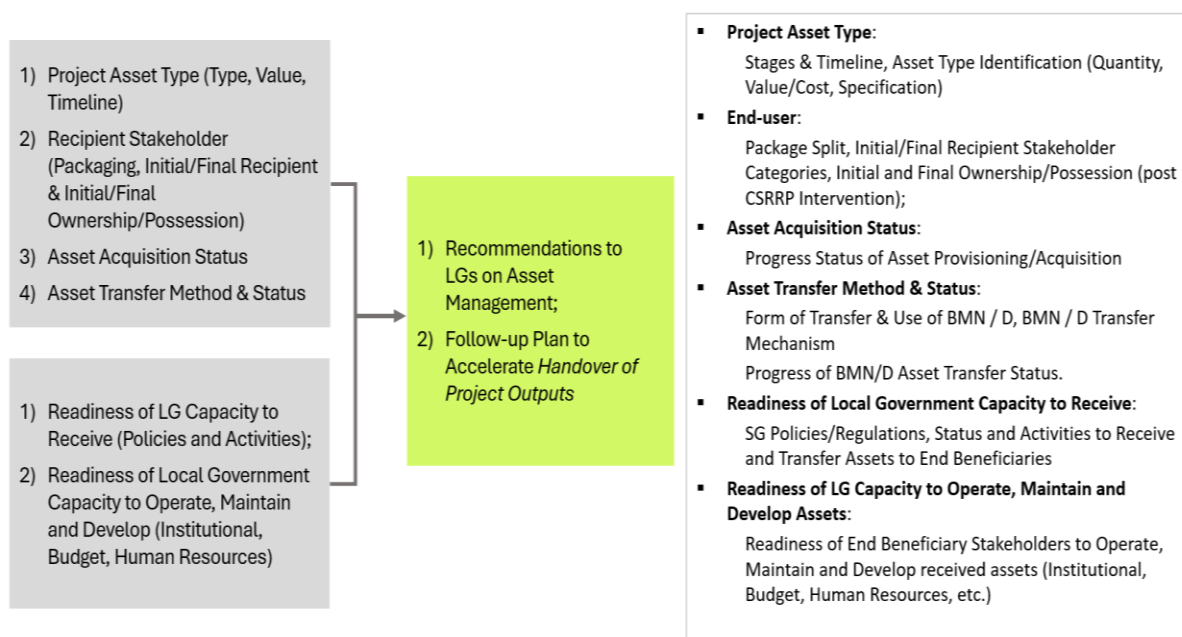 1) Project Asset Type (Type, Value,
Timeline)
2) Recipient Stakeholder
(Packaging, Initial/Final Recipient
& Initial/Final
Ownership/Possession)
3) Asset Acquisition Status
4) Asset Transfer Method & Status
1) Readiness of LG Capacity to
Receive (Policies and Activities);
2) Readiness of Local Government
Capacity to Operate, Maintain
and Develop (Institutional,
Budget, Human Resources)
1) Recommendations to
LGs on Asset
Management;
2) Follow-up Plan to
Accelerate Handover of
Project Outputs
▪ Project Asset Type:
Stages & Timeline, Asset Type Identification (Quantity,
Value/Cost, Specification)
▪ End-user:
Package Split, Initial/Final Recipient Stakeholder
Categories, Initial and Final Ownership/Possession (post
CSRRP Intervention);
▪ Asset Acquisition Status:
Progress Status of Asset Provisioning/Acquisition
▪ Asset Transfer Method & Status:
Form of Transfer & Use of BMN / D, BMN / D Transfer
Mechanism
Progress of BMN/D Asset Transfer Status.
▪ Readiness of Local Government Capacity to Receive:
SG Policies/Regulations, Status and Activities to Receive
and Transfer Assets to End Beneficiaries
▪ Readiness of LG Capacity to Operate, Maintain and
Develop Assets:
Readiness of End Beneficiary Stakeholders to Operate,
Maintain and Develop received assets (Institutional,
Budget, Human Resources, etc.)